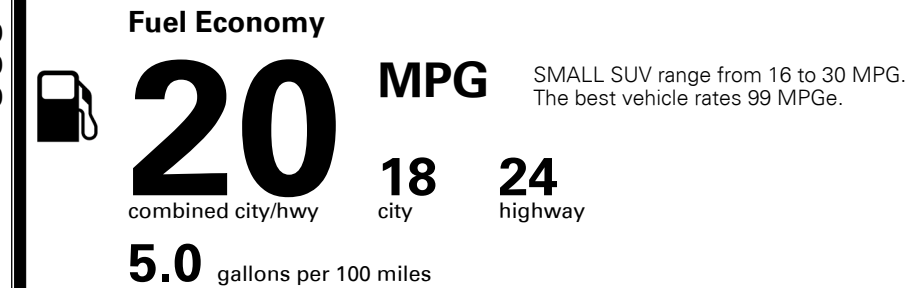 Fuel Economy
20
MPG
SMALL SUV range from 16 to 30 MPG.
The best vehicle rates 99 MPGe.
18
24
combined city/hwy
city
highway
5.0 gallons per 100 miles